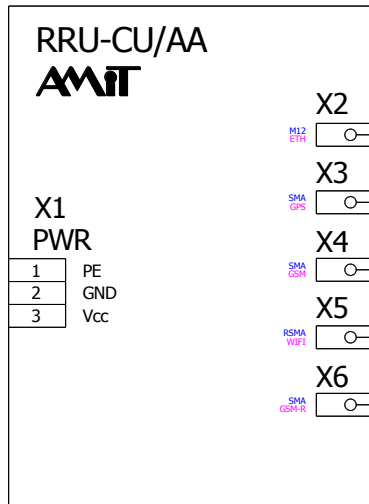 RRU-CU/AA
AMiT
X2
M12
ETH
X3
SMA
GPS
X1
PWR
1 PE
2 GND
3 Vcc
X4
SMA
GSM
X5
RSMA
WIFI
X6
SMA
GSM-R